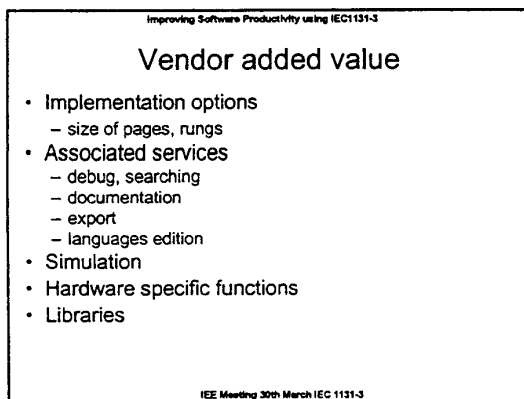 Improving Software Productivity using IEC1131-3
Vendor added value
• Implementation options
– size of pages, rungs
• Associated services
– debug, searching
– documentation
– export
– languages edition
• Simulation
• Hardware specific functions
• Libraries
IEE Meeting 30th March IEC 1131-3